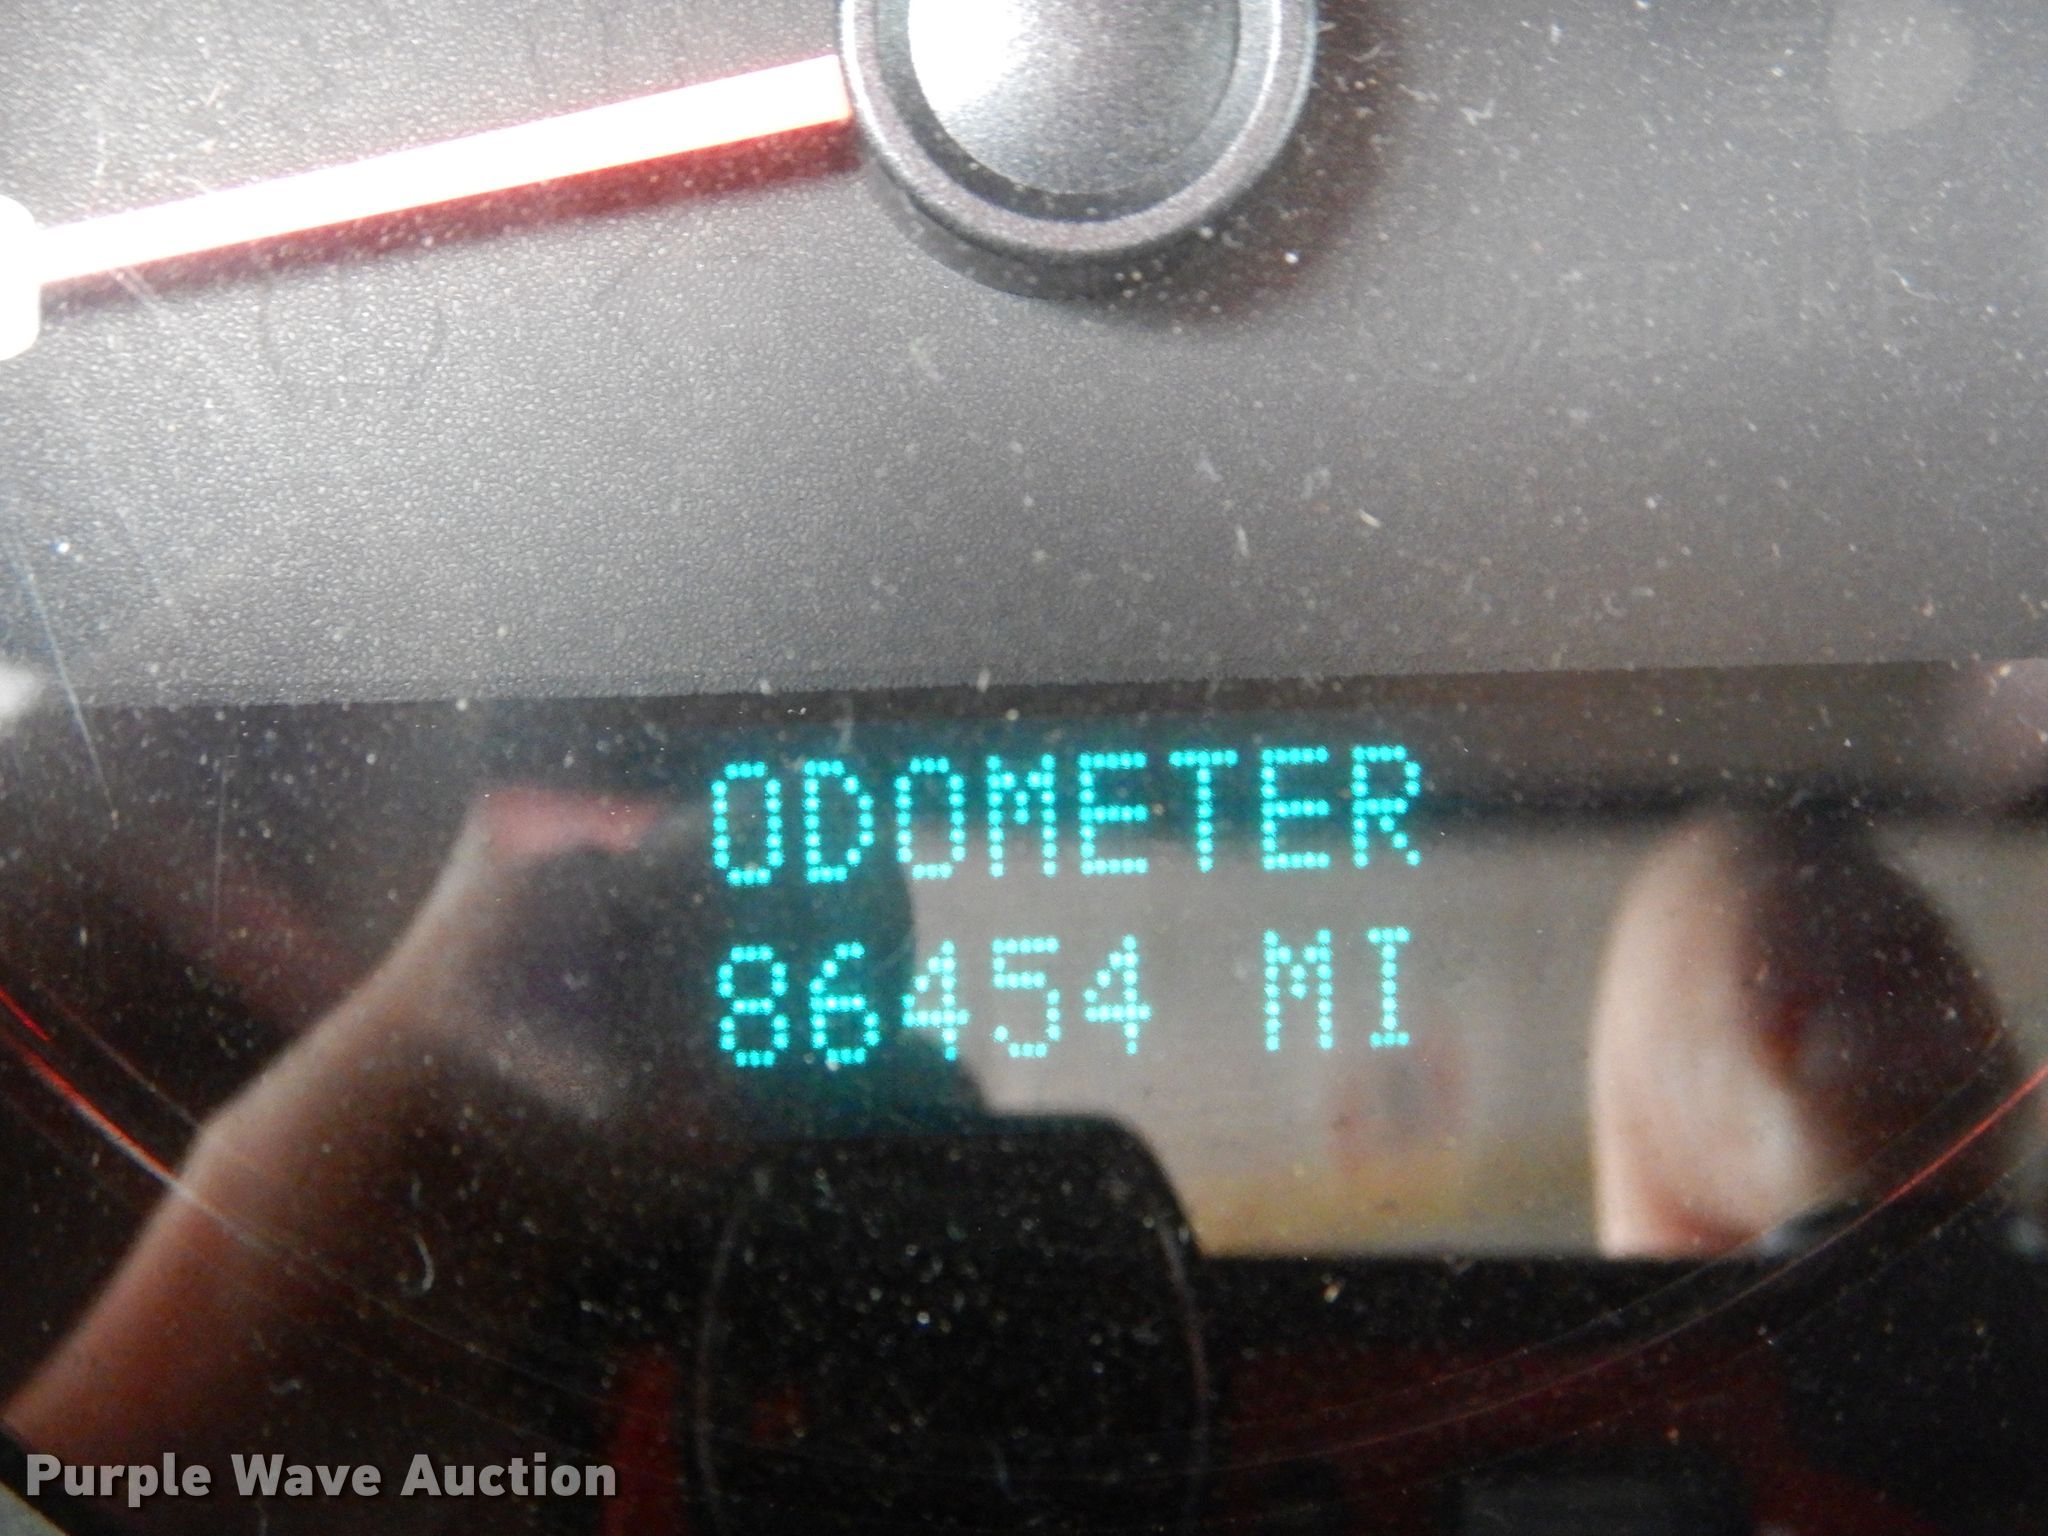 ODOMETER
86454 MI
Purple Wave Auction